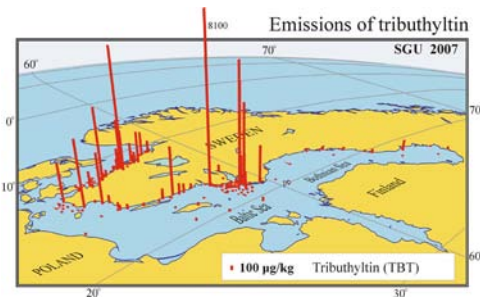 Emissions of tributhyltin
SGU 2007
8100
60°
70°
70
0°
SWEDEN
10
Bothnian Sea
Finland
Baltic Sea
POLAND
60
100 µg/kg Tributhyltin (TBT)
20°
30°